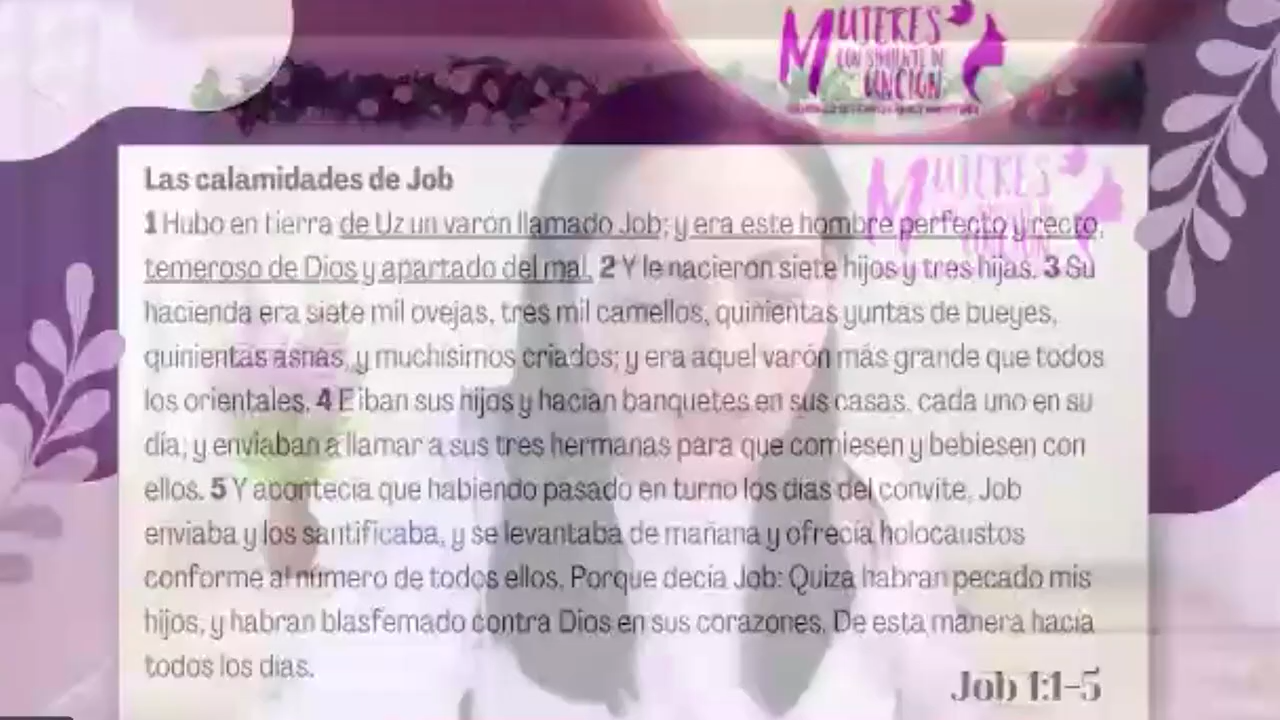 MUJERES
CON SIMIENTE DE
UNCIÓN
MUJERES
Las calamidades de Job
1 Hubo en tierra de Uz un varón llamado Job; y era este hombre perfecto y recto,
temeroso de Dios y apartado del mal. 2 Y le nacieron siete hijos y tres hijas. 3 Su
hacienda era siete mil ovejas, tres mil camellos, quinientas yuntas de bueyes,
quinientas asnas, y muchísimos criados; y era aquel varón más grande que todos
los orientales. 4 E iban sus hijos y hacían banquetes en sus casas, cada uno en su
día; y enviaban a llamar a sus tres hermanas para que comiesen y bebiesen con
ellos. 5 Y acontecía que habiendo pasado en turno los días del convite, Job
enviaba y los santificaba, y se levantaba de mañana y ofrecía holocaustos
conforme al número de todos ellos. Porque decía Job: Quizá habrán pecado mis
hijos, y habrán blasfemado contra Dios en sus corazones. De esta manera hacía
todos los días.
Job 1:1-5